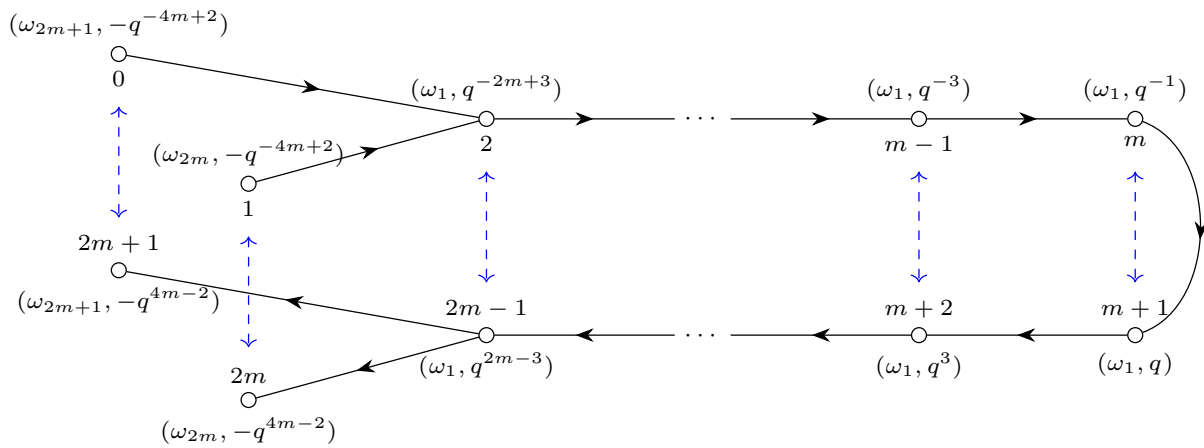 (ω_{2m+1}, −q^{−4m+2})
0
(ω_1, q^{−2m+3})
(ω_1, q^{−3})
(ω_1, q^{−1})
2
···
m − 1
m
(ω_{2m}, −q^{−4m+2})
1
2m + 1
(ω_{2m+1}, −q^{4m−2})
2m − 1
···
m + 2
m + 1
(ω_1, q^{2m−3})
(ω_1, q^3)
(ω_1, q)
2m
(ω_{2m}, −q^{4m−2})